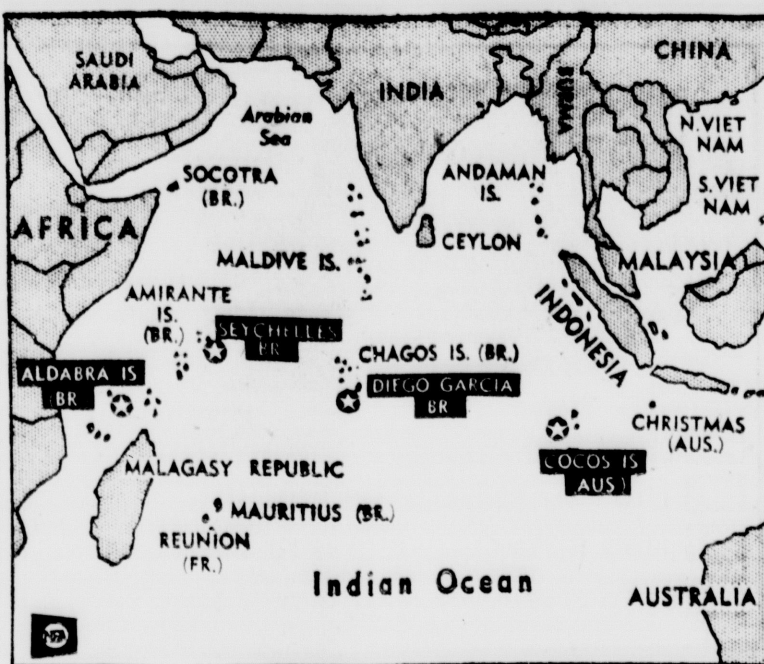 SAUDI
ARABIA
CHINA
INDIA
BURMA
Arabian
Sea
N. VIET
NAM
SOCOTRA
(BR.)
ANDAMAN
IS.
S. VIET
NAM
AFRICA
CEYLON
MALDIVE IS.
MALAYSIA
AMIRANTE
IS.
(BR.)
SEYCHELLES
BR
INDONESIA
CHAGOS IS. (BR.)
ALDABRA IS
BR
DIEGO GARCIA
BR
CHRISTMAS
(AUS.)
COCOS IS
AUS)
MALAGASY REPUBLIC
MAURITIUS (BR.)
REUNION
(FR.)
Indian Ocean
AUSTRALIA
NEA